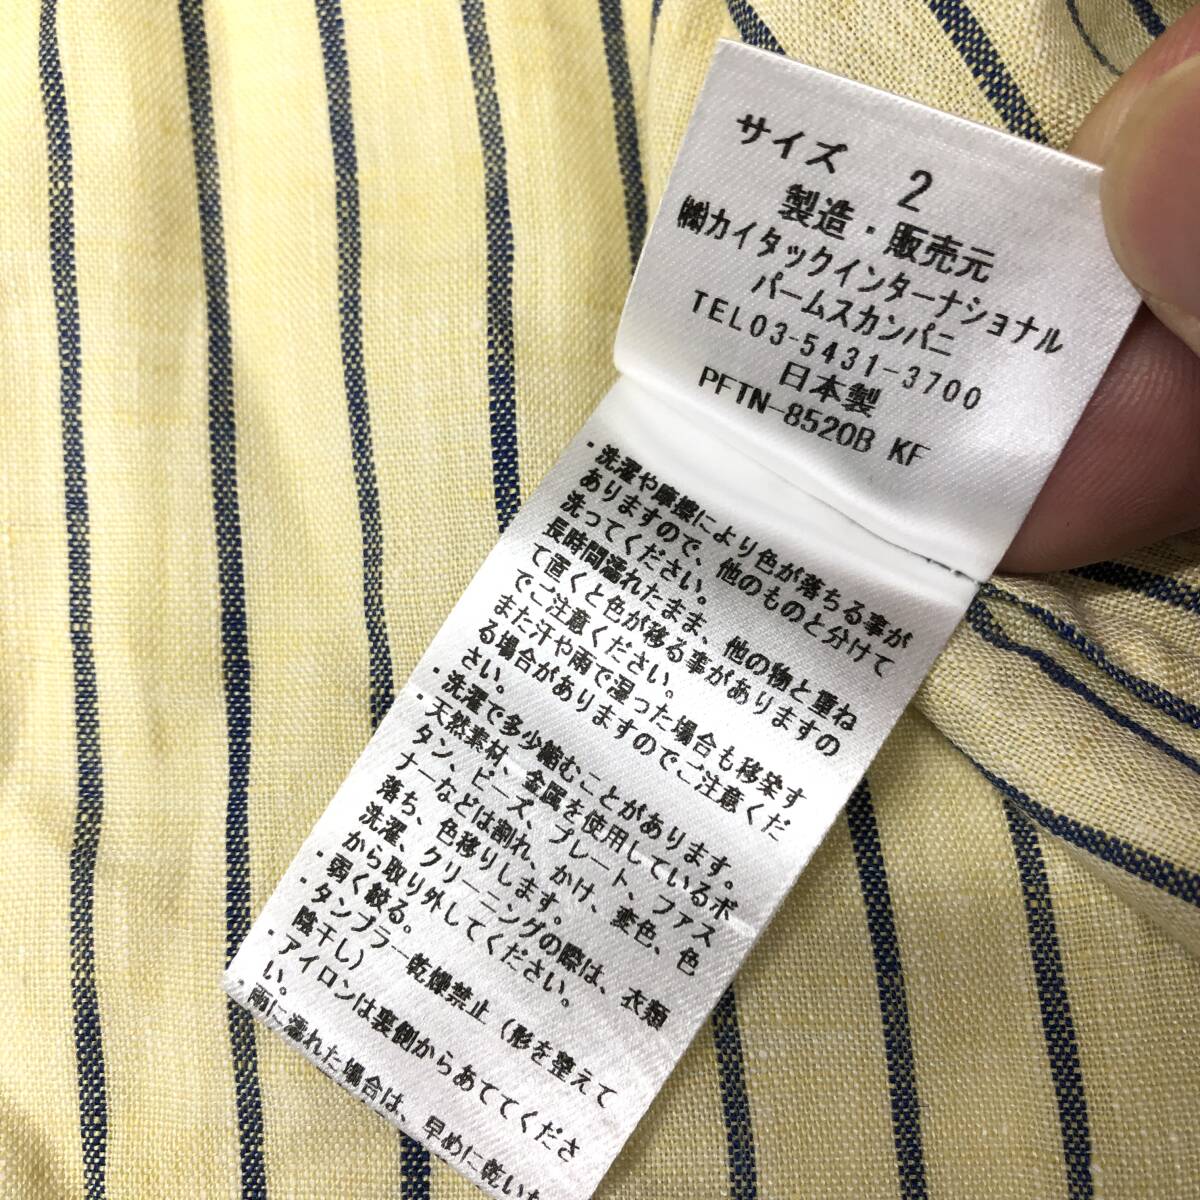 サイズ 2
製造・販売元
㈱カイタックインターナショナル
パームスカンパニ
TEL03-5431-3700
日本製
PFTN-8520B KF
・洗濯や摩擦により色が落ちる事が
ありますので、他のものと分けて
洗ってください。
長時間濡れたまま、他の物と重ね
て置くと色が移る事がありますの
でご注意ください。
また汗や雨で湿った場合も移染す
る場合がありますのでご注意くだ
さい。
・洗濯で多少縮むことがあります。
・天然素材、金属を使用しているボ
タン、ビーズ、プレート、ファス
ナーなどは割れ、かけ、変色、色
落ち、色移りします。
洗濯、クリーニングの際は、衣類
から取り外してください。
・弱く絞る。
・タンブラー乾燥禁止（形を整えて
陰干し）
・アイロンは裏側からあててくださ
い。
・雨に濡れた場合は、早めに乾いた